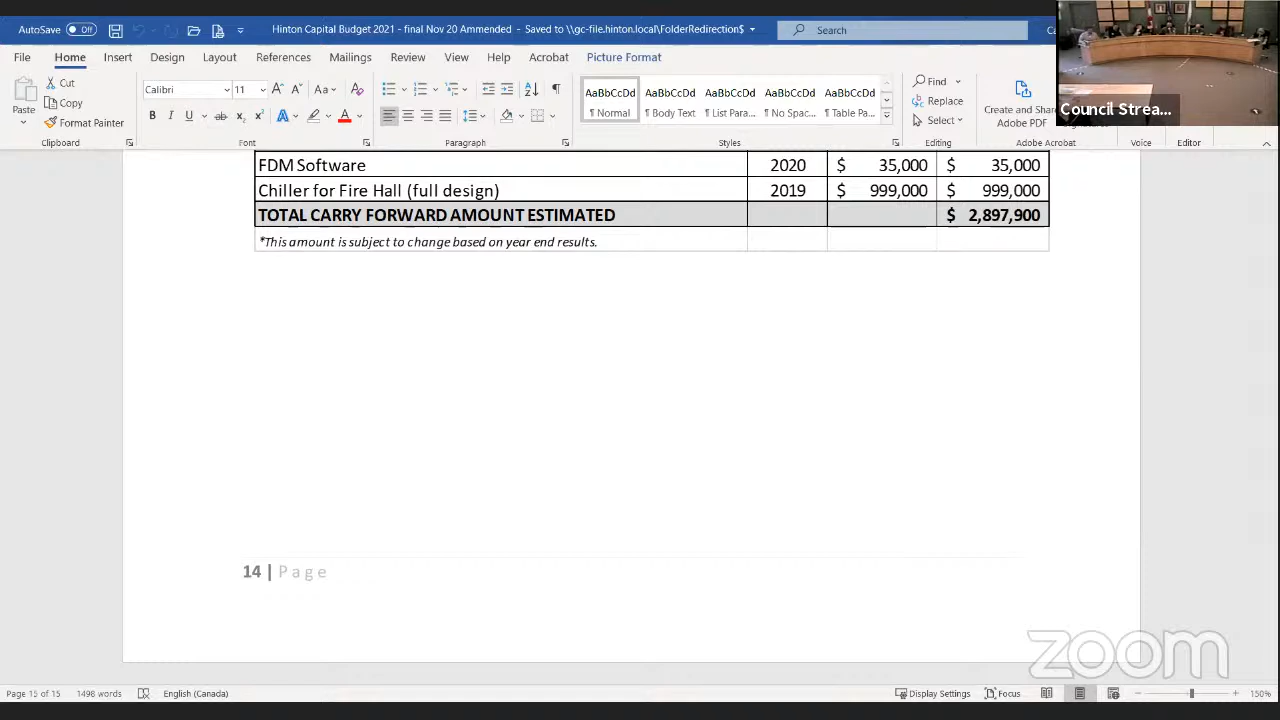 AutoSave Off Hinton Capital Budget 2021 - final Nov 20 Ammended - Saved to \\gc-file.hinton.local\FolderRedirection$ Search
File Home Insert Design Layout References Mailings Review View Help Acrobat Picture Format
Paste Cut Copy Format Painter
Calibri 11
AaBbCcDd AaBbCcDd AaBbCcDd AaBbCcDd AaBbCcDd
¶ Normal ¶ Body Text ¶ List Para... ¶ No Spac... ¶ Table Pa...
Find Replace Select
Create and Share Adobe PDF
Council Strea...
Clipboard Font Paragraph Styles Editing Adobe Acrobat Voice Editor
FDM Software 2020 $ 35,000 $ 35,000
Chiller for Fire Hall (full design) 2019 $ 999,000 $ 999,000
TOTAL CARRY FORWARD AMOUNT ESTIMATED $ 2,897,900
*This amount is subject to change based on year end results.
14 | Page
zoom
Page 15 of 15 1498 words English (Canada) Display Settings Focus 150%